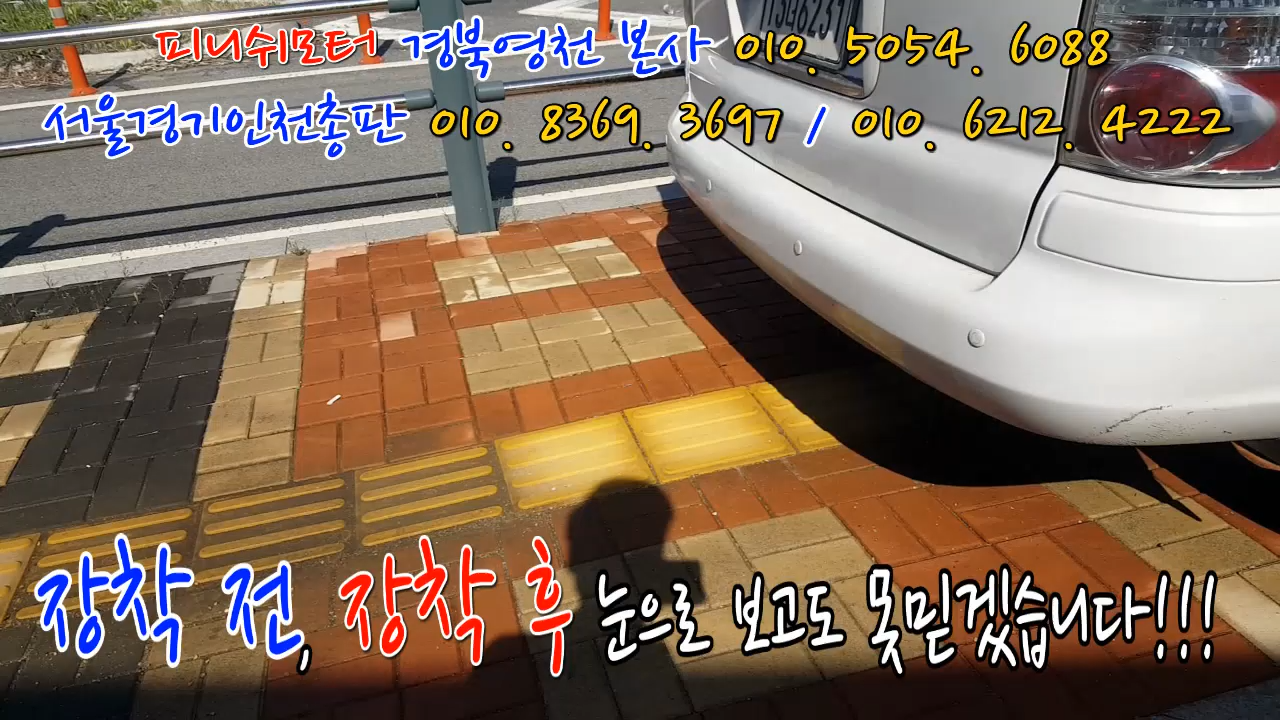 피니쉬모터 경북영천 본사 010. 5054. 6088
서울경기인천총판 010. 8369. 3697 / 010. 6212. 4222
장착 전, 장착 후 눈으로 보고도 못믿겠습니다!!!